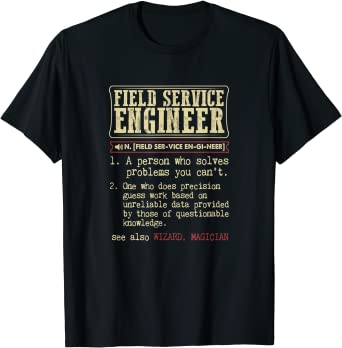 FIELD SERVICE
ENGINEER
N. [FIELD SER-VICE EN-GI-NEER]
1. A person who solves
problems you can't.
2. One who does precision
guess work based on
unreliable data provided
by those of questionable
knowledge.
see also WIZARD, MAGICIAN